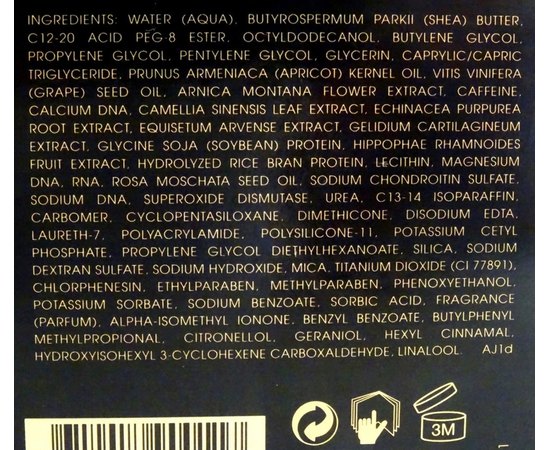 INGREDIENTS: WATER (AQUA), BUTYROSPERMUM PARKII (SHEA) BUTTER,
C12-20 ACID PEG-8 ESTER, OCTYLDODECANOL, BUTYLENE GLYCOL,
PROPYLENE GLYCOL, PENTYLENE GLYCOL, GLYCERIN, CAPRYLIC/CAPRIC
TRIGLYCERIDE, PRUNUS ARMENIACA (APRICOT) KERNEL OIL, VITIS VINIFERA
(GRAPE) SEED OIL, ARNICA MONTANA FLOWER EXTRACT, CAFFEINE,
CALCIUM DNA, CAMELLIA SINENSIS LEAF EXTRACT, ECHINACEA PURPUREA
ROOT EXTRACT, EQUISETUM ARVENSE EXTRACT, GELIDIUM CARTILAGINEUM
EXTRACT, GLYCINE SOJA (SOYBEAN) PROTEIN, HIPPOPHAE RHAMNOIDES
FRUIT EXTRACT, HYDROLYZED RICE BRAN PROTEIN, LECITHIN, MAGNESIUM
DNA, RNA, ROSA MOSCHATA SEED OIL, SODIUM CHONDROITIN SULFATE,
SODIUM DNA, SUPEROXIDE DISMUTASE, UREA, C13-14 ISOPARAFFIN,
CARBOMER, CYCLOPENTASILOXANE, DIMETHICONE, DISODIUM EDTA,
LAURETH-7, POLYACRYLAMIDE, POLYSILICONE-11, POTASSIUM CETYL
PHOSPHATE, PROPYLENE GLYCOL DIETHYLHEXANOATE, SILICA, SODIUM
DEXTRAN SULFATE, SODIUM HYDROXIDE, MICA, TITANIUM DIOXIDE (CI 77891),
CHLORPHENESIN, ETHYLPARABEN, METHYLPARABEN, PHENOXYETHANOL,
POTASSIUM SORBATE, SODIUM BENZOATE, SORBIC ACID, FRAGRANCE
(PARFUM), ALPHA-ISOMETHYL IONONE, BENZYL BENZOATE, BUTYLPHENYL
METHYLPROPIONAL, CITRONELLOL, GERANIOL, HEXYL CINNAMAL,
HYDROXYISOHEXYL 3-CYCLOHEXENE CARBOXALDEHYDE, LINALOOL. AJ1d
3M